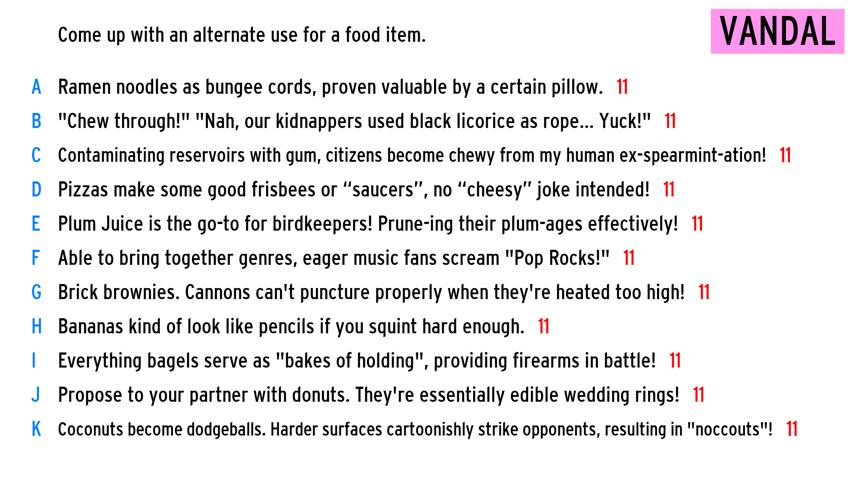 Come up with an alternate use for a food item.
VANDAL
A Ramen noodles as bungee cords, proven valuable by a certain pillow. 11
B "Chew through!" "Nah, our kidnappers used black licorice as rope... Yuck!" 11
C Contaminating reservoirs with gum, citizens become chewy from my human ex-spearmint-ation! 11
D Pizzas make some good frisbees or “saucers”, no “cheesy” joke intended! 11
E Plum Juice is the go-to for birdkeepers! Prune-ing their plum-ages effectively! 11
F Able to bring together genres, eager music fans scream "Pop Rocks!" 11
G Brick brownies. Cannons can't puncture properly when they're heated too high! 11
H Bananas kind of look like pencils if you squint hard enough. 11
I Everything bagels serve as "bakes of holding", providing firearms in battle! 11
J Propose to your partner with donuts. They're essentially edible wedding rings! 11
K Coconuts become dodgeballs. Harder surfaces cartoonishly strike opponents, resulting in "noccouts"! 11